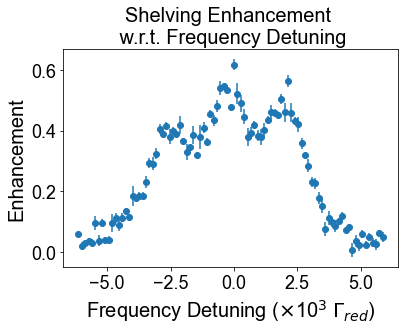 Shelving Enhancement
w.r.t. Frequency Detuning
Enhancement
0.6
0.4
0.2
0.0
−5.0 −2.5 0.0 2.5 5.0
Frequency Detuning (×10³ Γ_red)